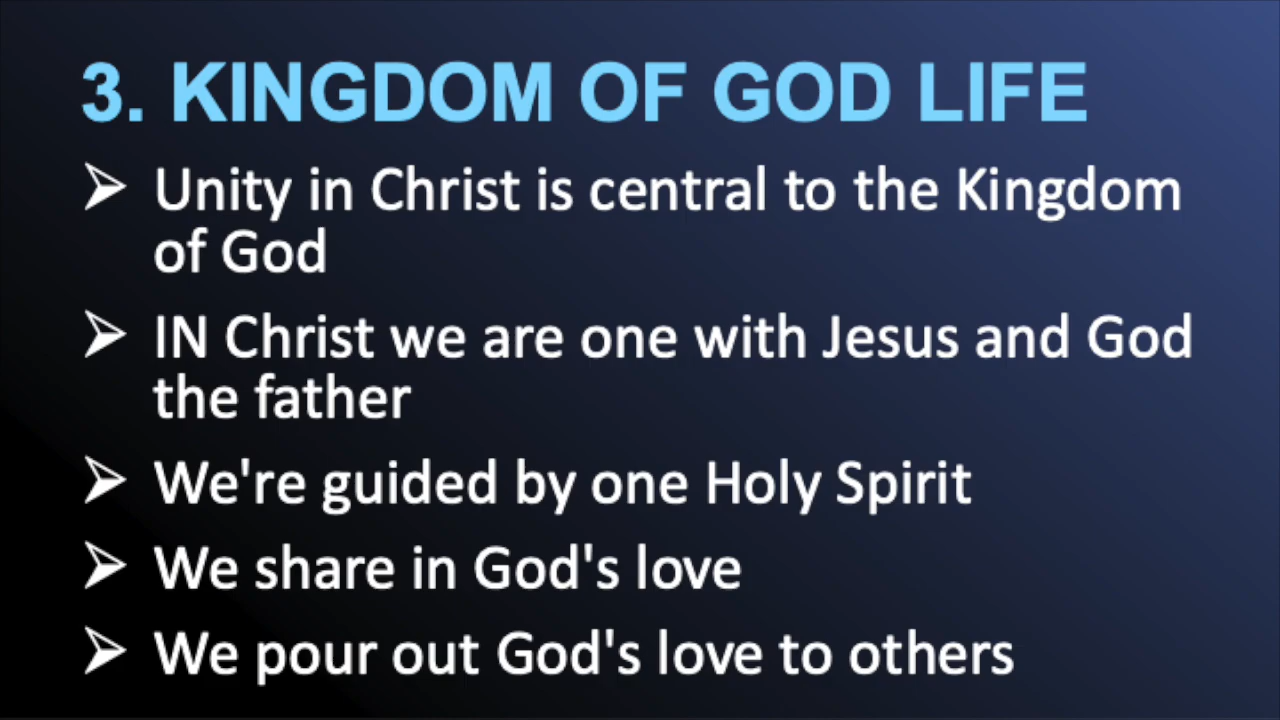 3. KINGDOM OF GOD LIFE
➢ Unity in Christ is central to the Kingdom
of God
➢ IN Christ we are one with Jesus and God
the father
➢ We're guided by one Holy Spirit
➢ We share in God's love
➢ We pour out God's love to others